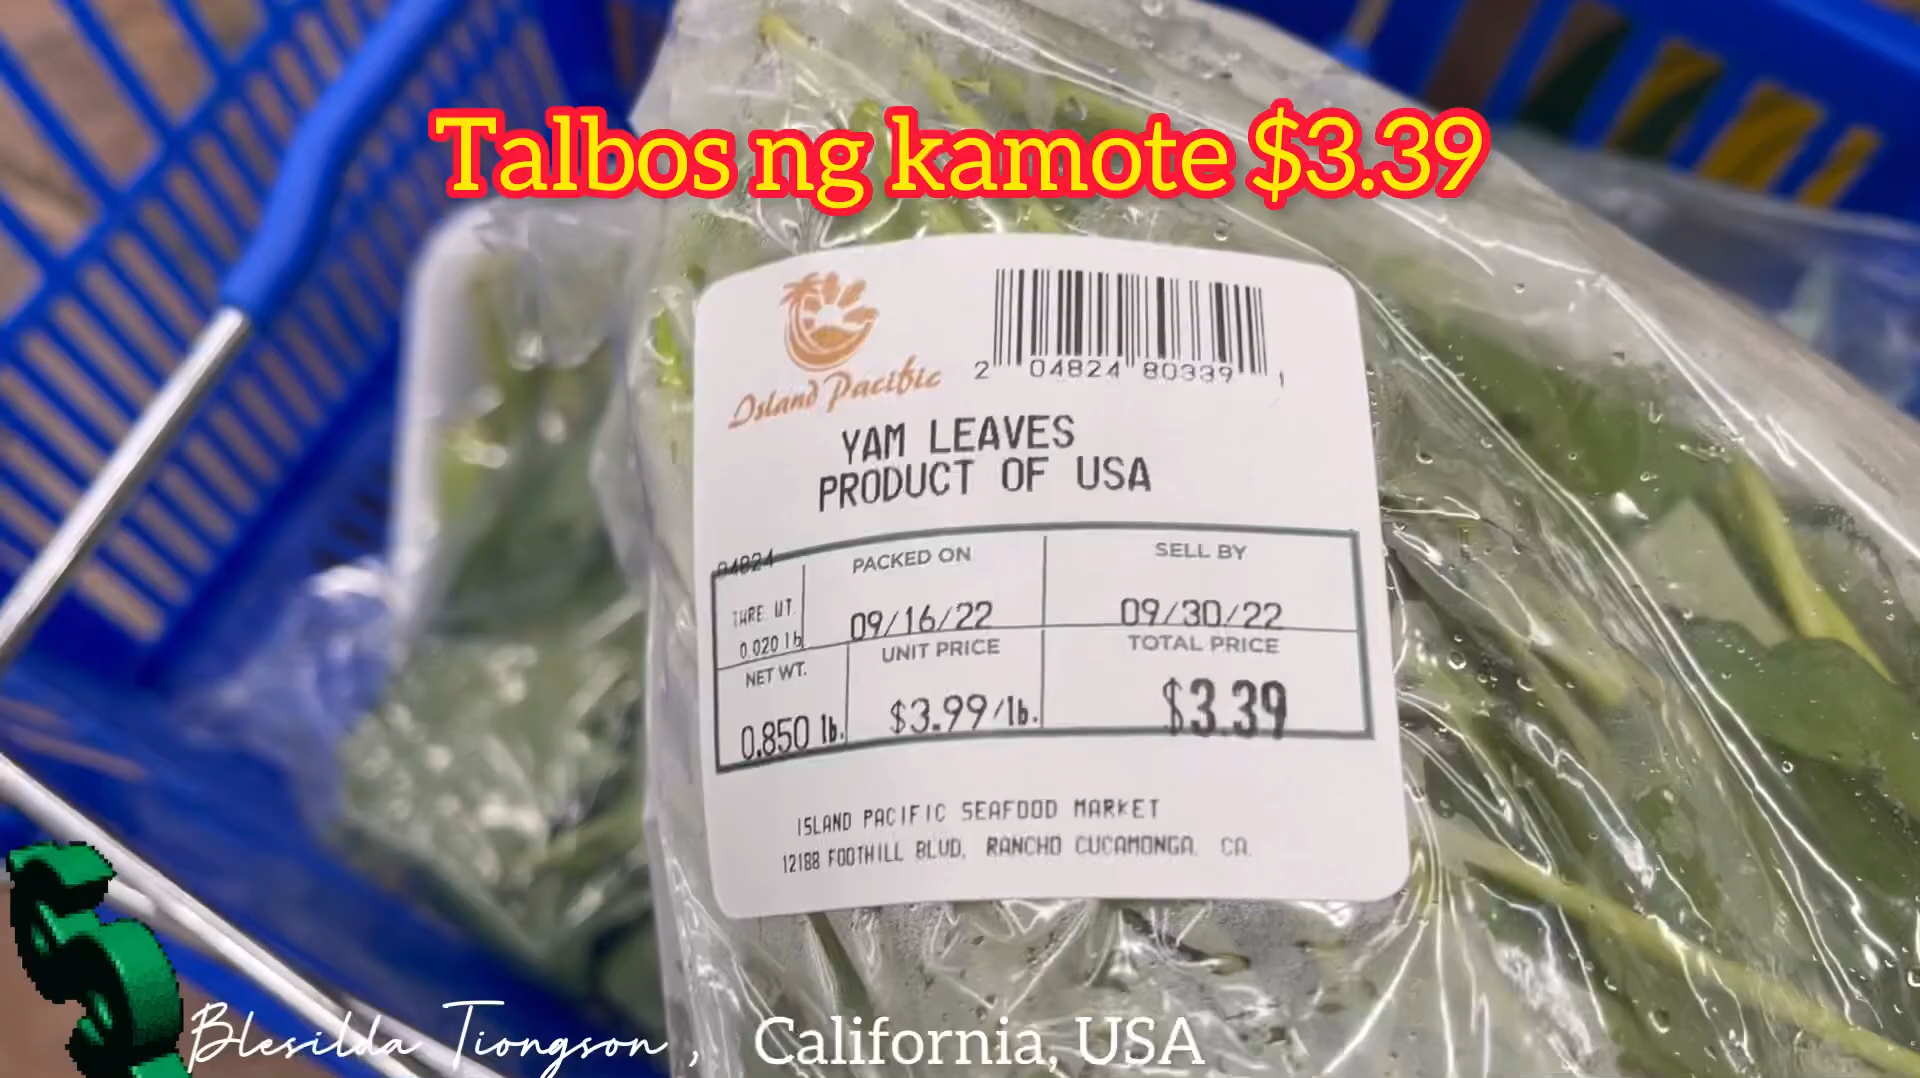 Talbos ng kamote $3.39
Island Pacific
2 04824 80339 1
YAM LEAVES
PRODUCT OF USA
04824
TARE WT.
0.020 lb
PACKED ON
09/16/22
SELL BY
09/30/22
NET WT.
0.850 lb.
UNIT PRICE
$3.99/lb.
TOTAL PRICE
$3.39
ISLAND PACIFIC SEAFOOD MARKET
12188 FOOTHILL BLVD, RANCHO CUCAMONGA, CA.
Blesilda Tiongson, California, USA